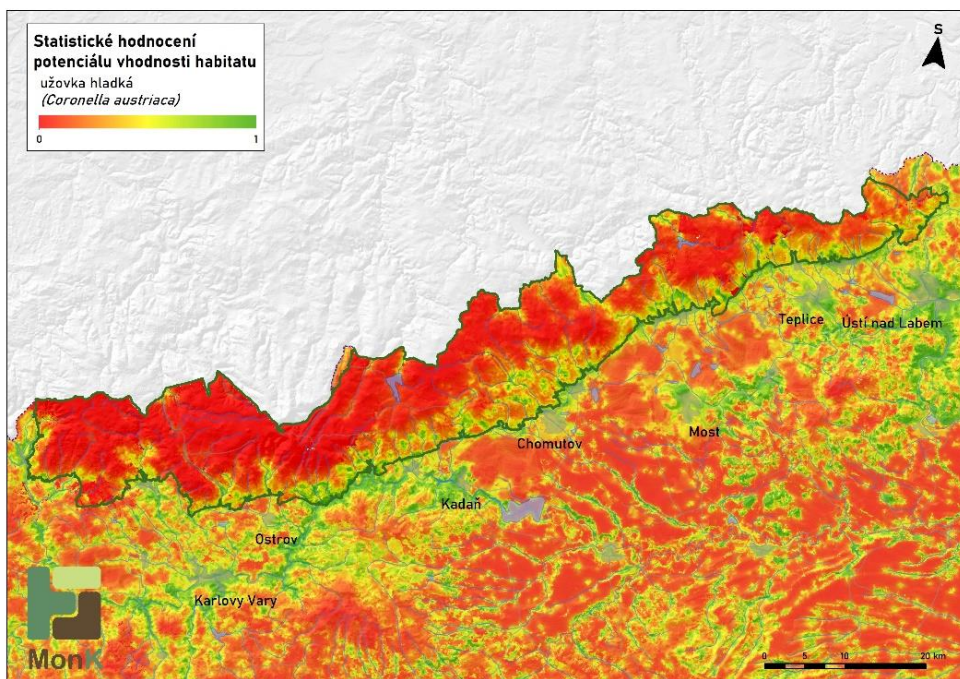 Statistické hodnocení
potenciálu vhodnosti habitatu
užovka hladká
(Coronella austriaca)
0 1
S
Teplice
Ústí nad Labem
Most
Chomutov
Kadaň
Ostrov
Karlovy Vary
MonK
0 5 10 20 km